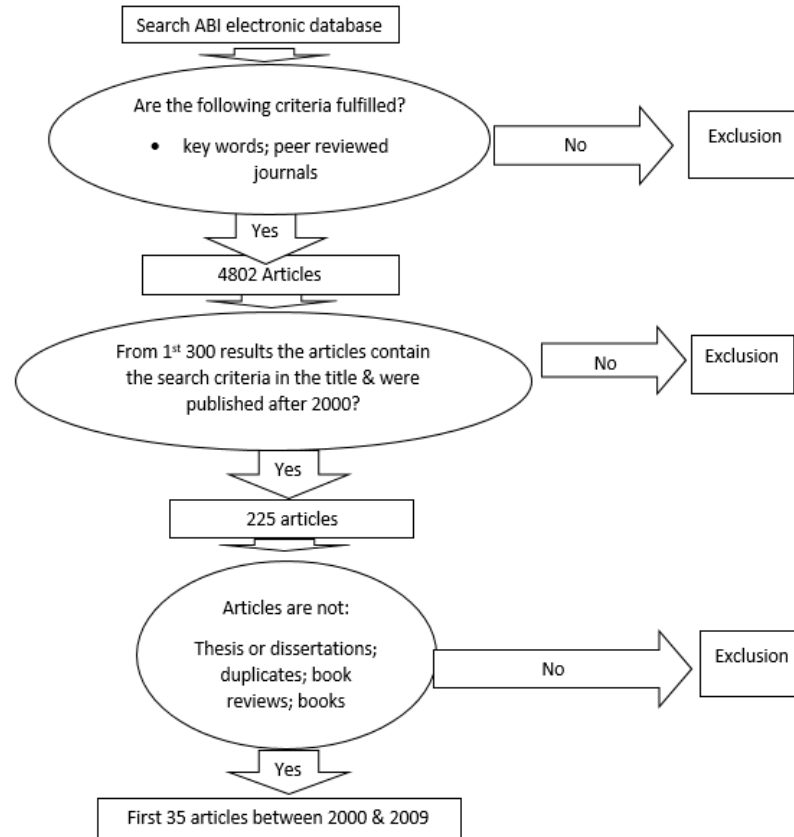 Search ABI electronic database
Are the following criteria fulfilled?
• key words; peer reviewed
journals
No
Exclusion
Yes
4802 Articles
From 1st 300 results the articles contain
the search criteria in the title & were
published after 2000?
No
Exclusion
Yes
225 articles
Articles are not:
Thesis or dissertations;
duplicates; book
reviews; books
No
Exclusion
Yes
First 35 articles between 2000 & 2009